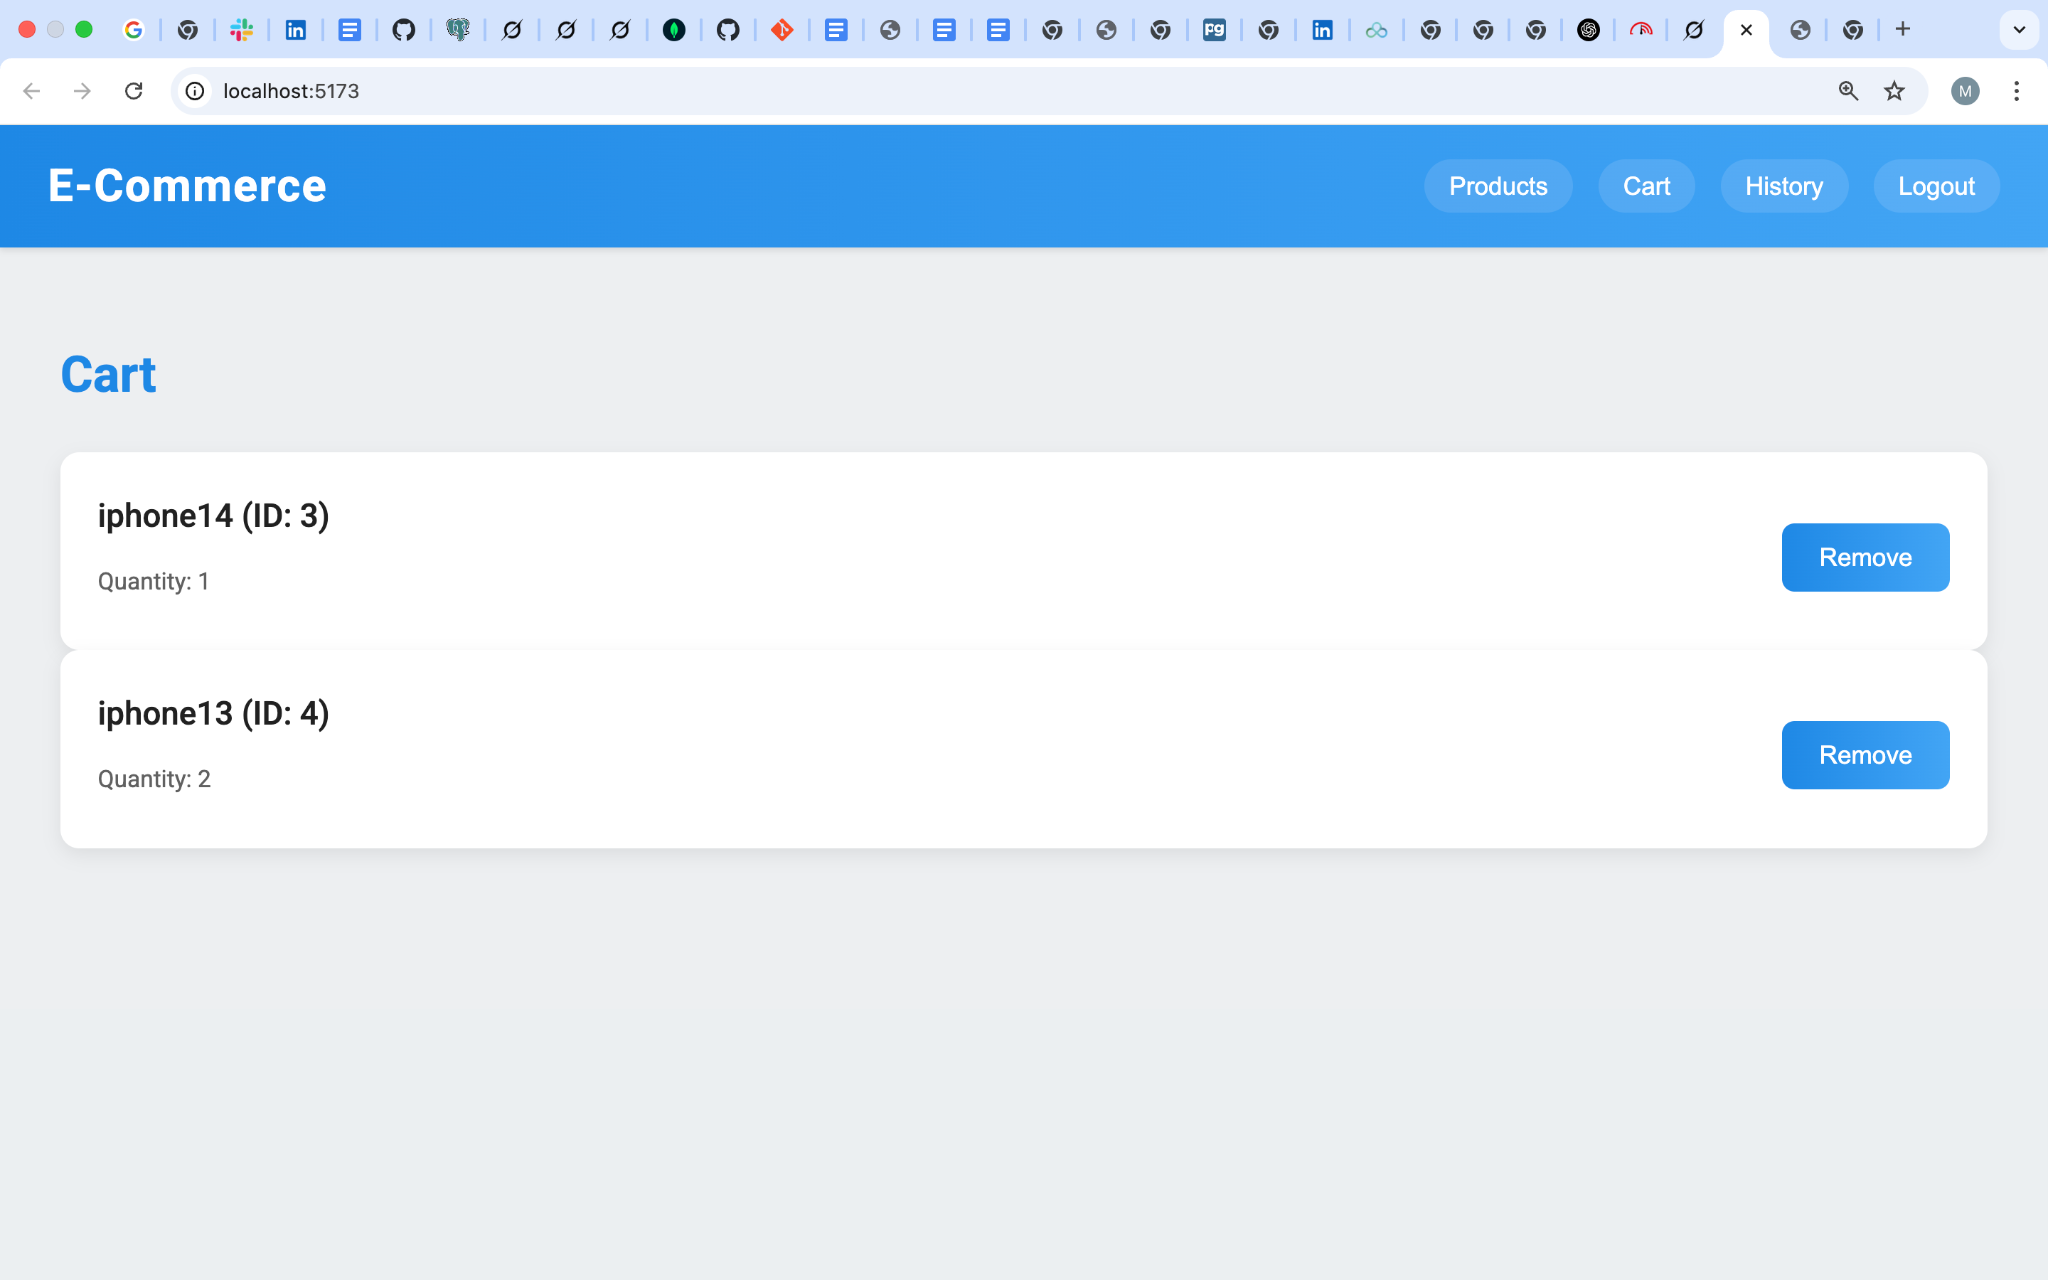 localhost:5173
M
E-Commerce
Products
Cart
History
Logout
Cart
iphone14 (ID: 3)
Quantity: 1
Remove
iphone13 (ID: 4)
Quantity: 2
Remove